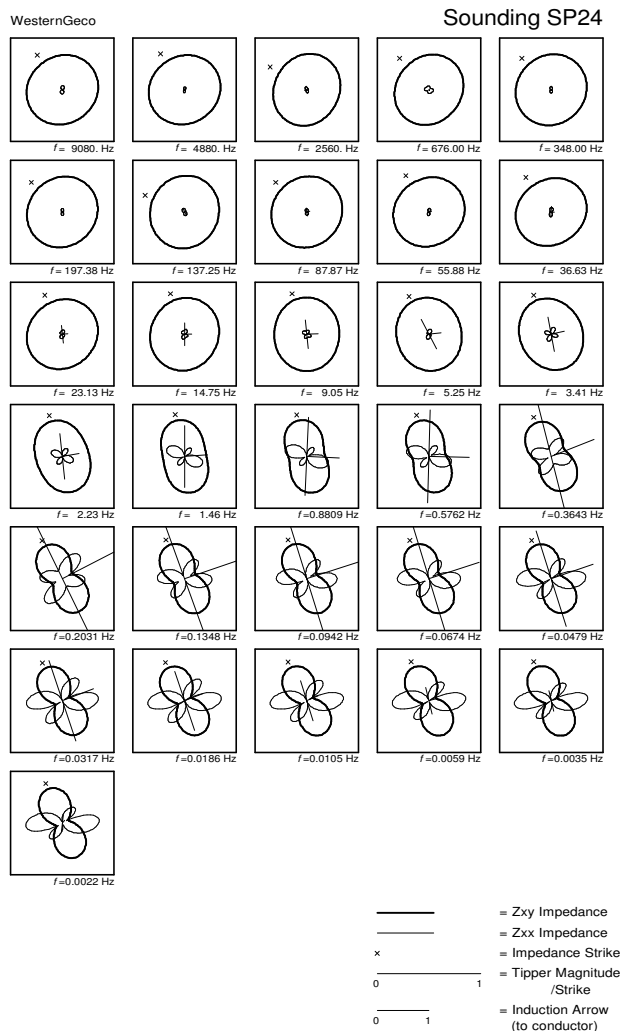 WesternGeco
Sounding SP24
f= 9080. Hz
f= 4880. Hz
f= 2560. Hz
f=676.00 Hz
f=348.00 Hz
f=197.38 Hz
f=137.25 Hz
f= 87.87 Hz
f= 55.88 Hz
f= 36.63 Hz
f= 23.13 Hz
f= 14.75 Hz
f= 9.05 Hz
f= 5.25 Hz
f= 3.41 Hz
f= 2.23 Hz
f= 1.46 Hz
f=0.8809 Hz
f=0.5762 Hz
f=0.3643 Hz
f=0.2031 Hz
f=0.1348 Hz
f=0.0942 Hz
f=0.0674 Hz
f=0.0479 Hz
f=0.0317 Hz
f=0.0186 Hz
f=0.0105 Hz
f=0.0059 Hz
f=0.0035 Hz
f=0.0022 Hz
= Zxy Impedance
= Zxx Impedance
× = Impedance Strike
0 1 = Tipper Magnitude
/Strike
0 1 = Induction Arrow
(to conductor)